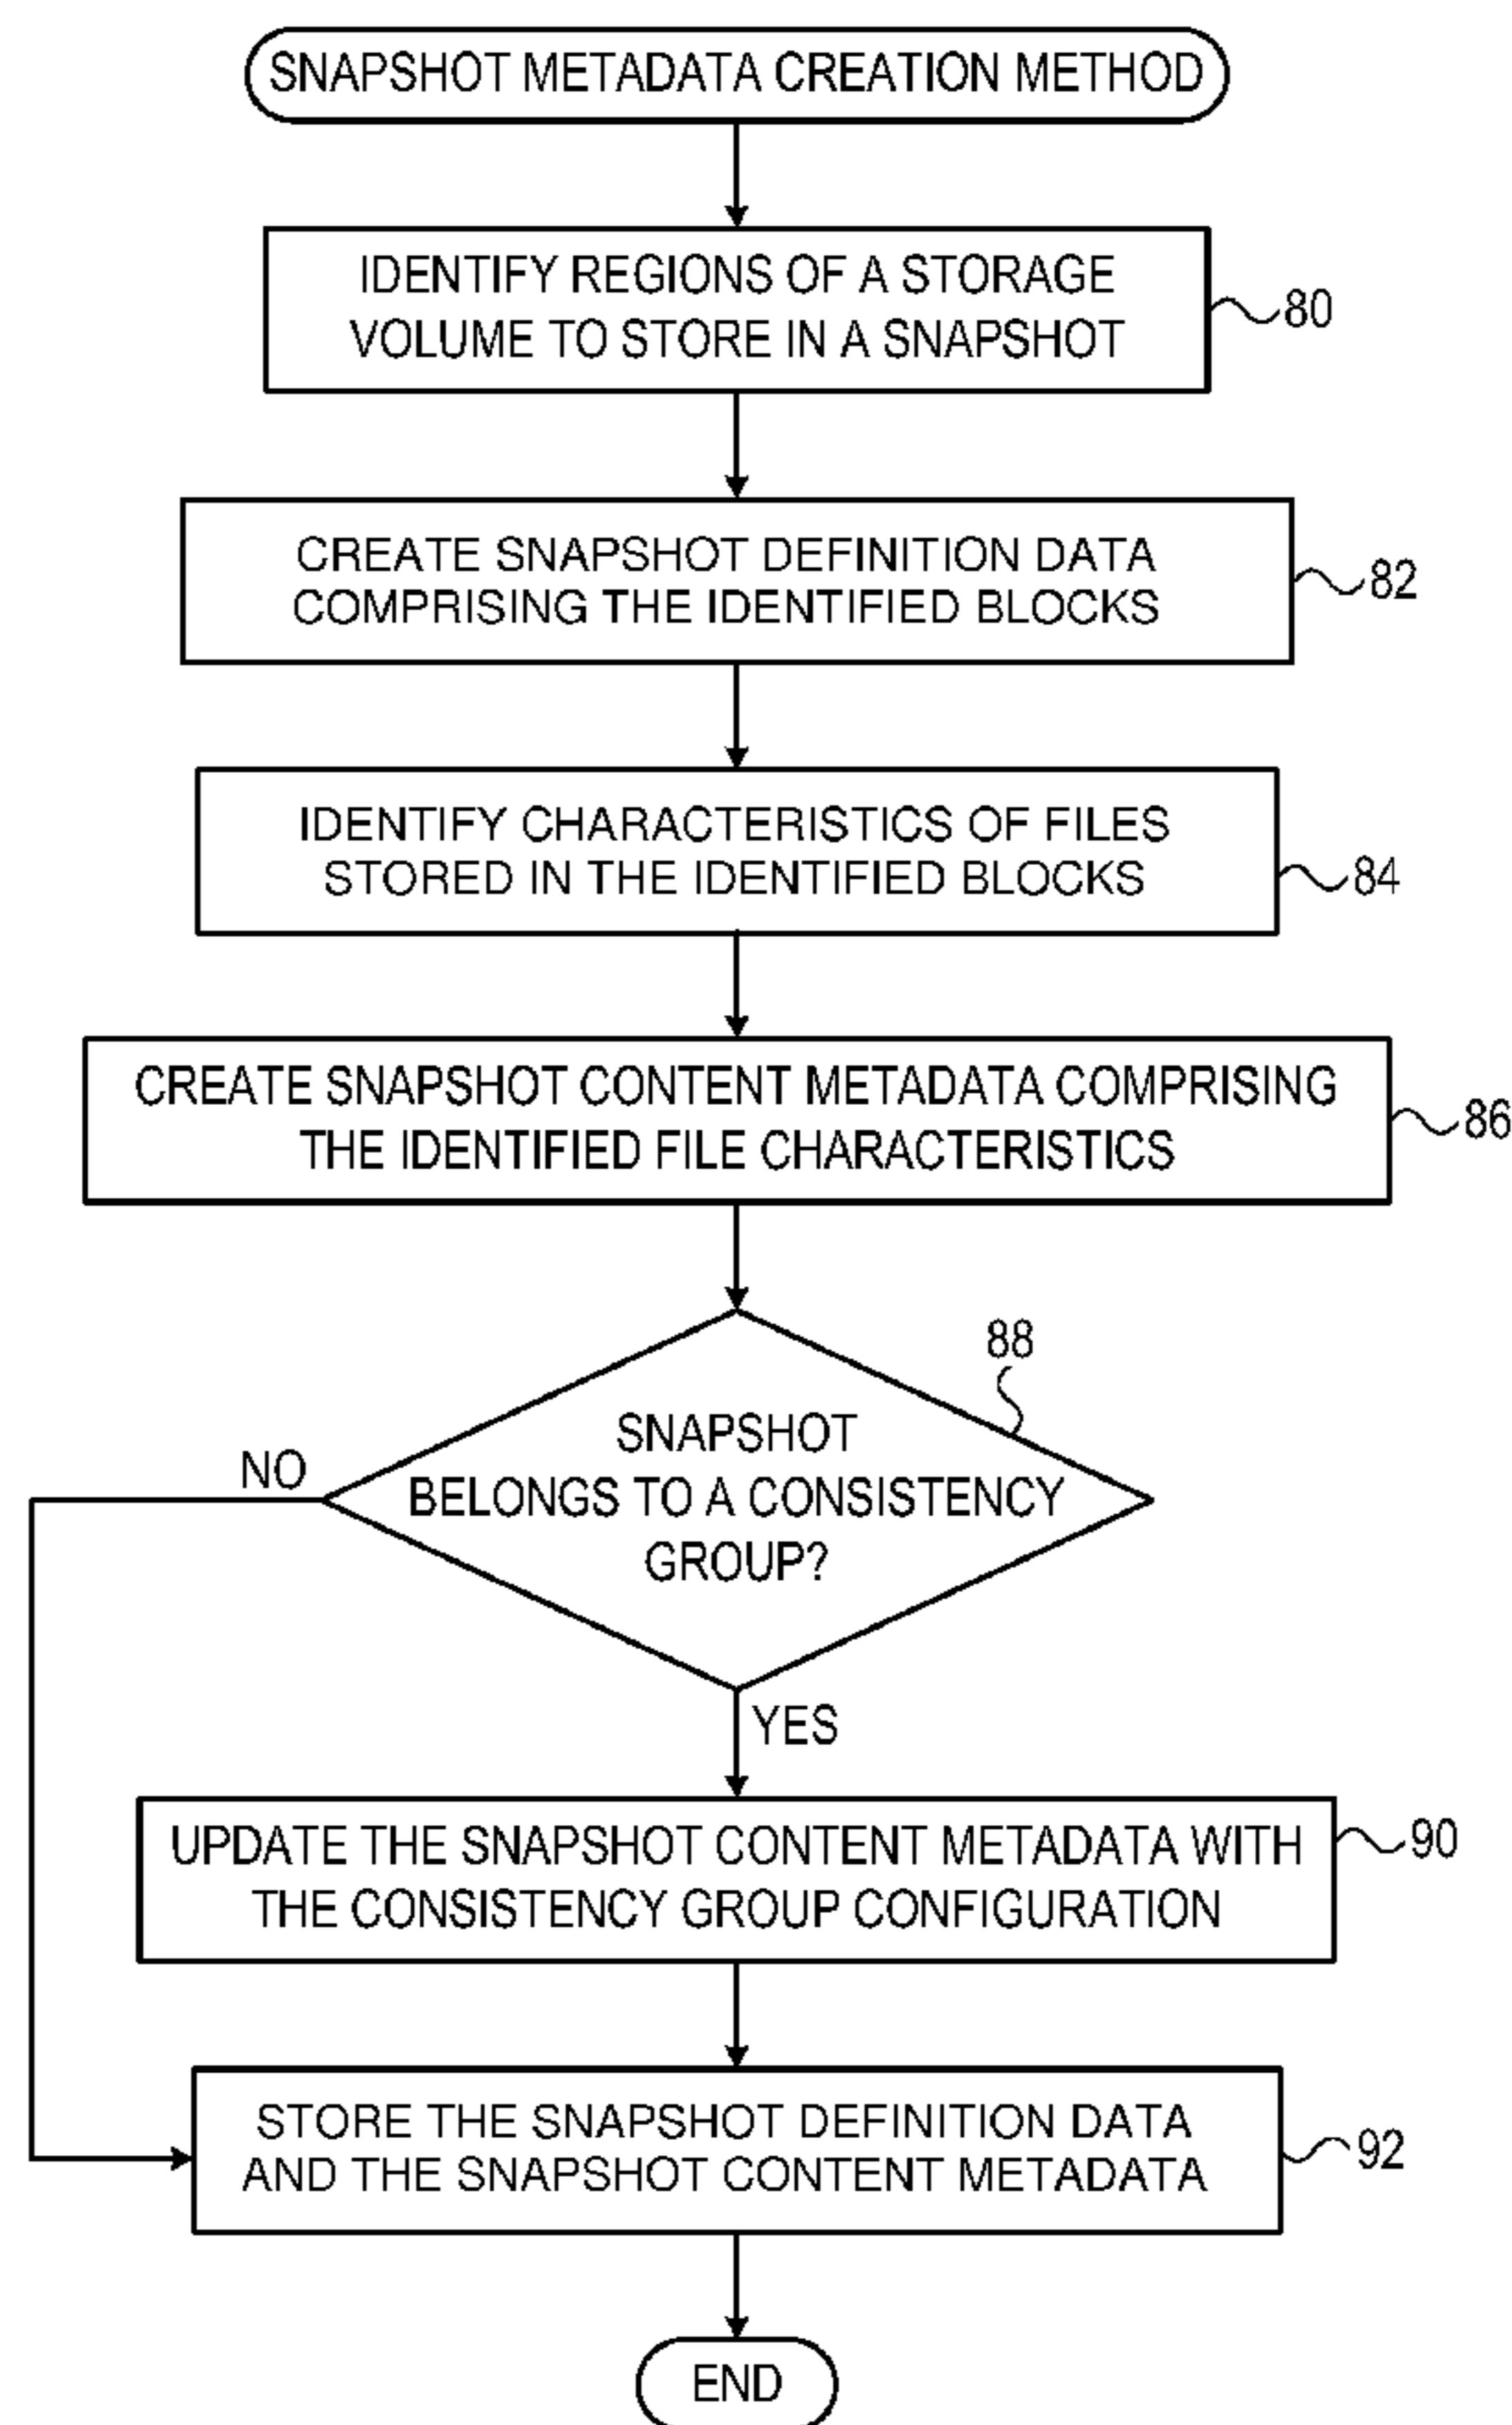 SNAPSHOT METADATA CREATION METHOD
IDENTIFY REGIONS OF A STORAGE
VOLUME TO STORE IN A SNAPSHOT
80
CREATE SNAPSHOT DEFINITION DATA
COMPRISING THE IDENTIFIED BLOCKS
82
IDENTIFY CHARACTERISTICS OF FILES
STORED IN THE IDENTIFIED BLOCKS
84
CREATE SNAPSHOT CONTENT METADATA COMPRISING
THE IDENTIFIED FILE CHARACTERISTICS
86
88
SNAPSHOT
BELONGS TO A CONSISTENCY
GROUP?
NO
YES
UPDATE THE SNAPSHOT CONTENT METADATA WITH
THE CONSISTENCY GROUP CONFIGURATION
90
STORE THE SNAPSHOT DEFINITION DATA
AND THE SNAPSHOT CONTENT METADATA
92
END